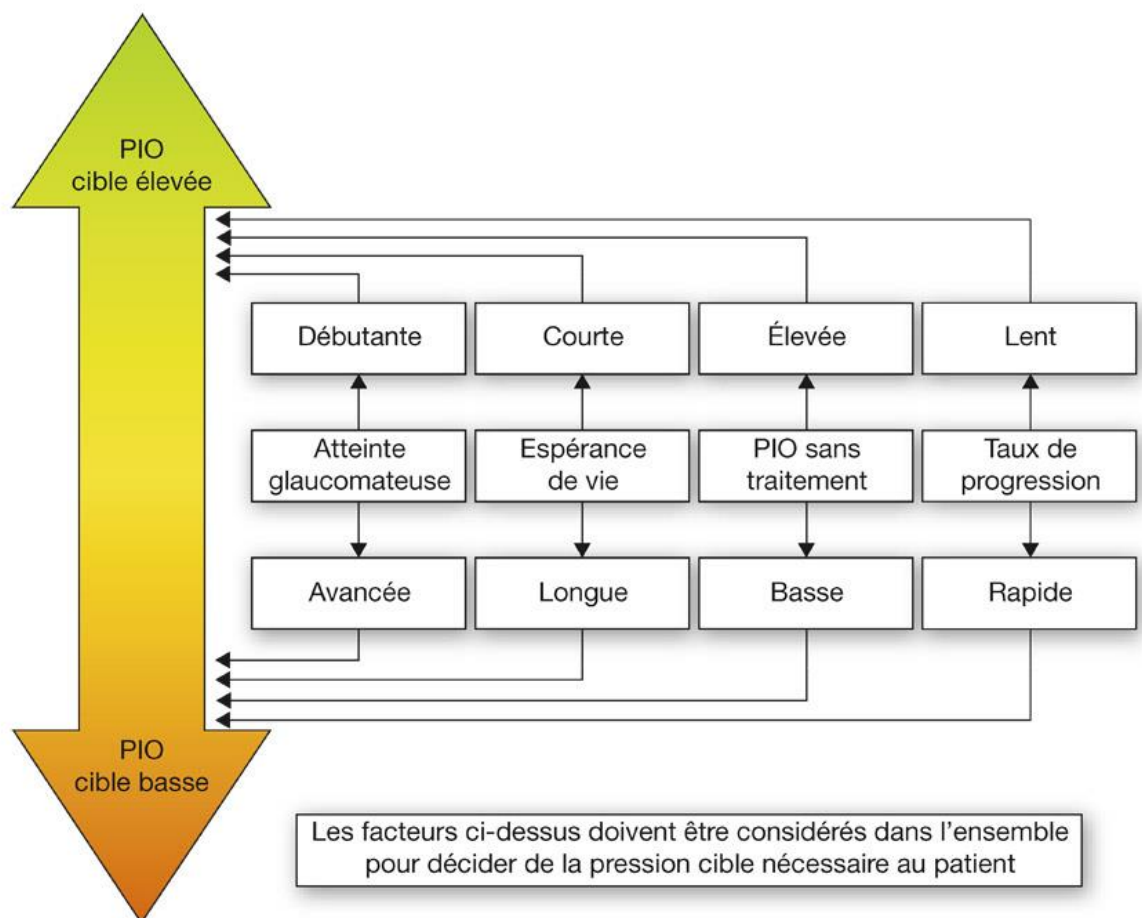 PIO
cible élevée
Débutante
Courte
Élevée
Lent
Atteinte
glaucomateuse
Espérance
de vie
PIO sans
traitement
Taux de
progression
Avancée
Longue
Basse
Rapide
PIO
cible basse
Les facteurs ci-dessus doivent être considérés dans l'ensemble
pour décider de la pression cible nécessaire au patient